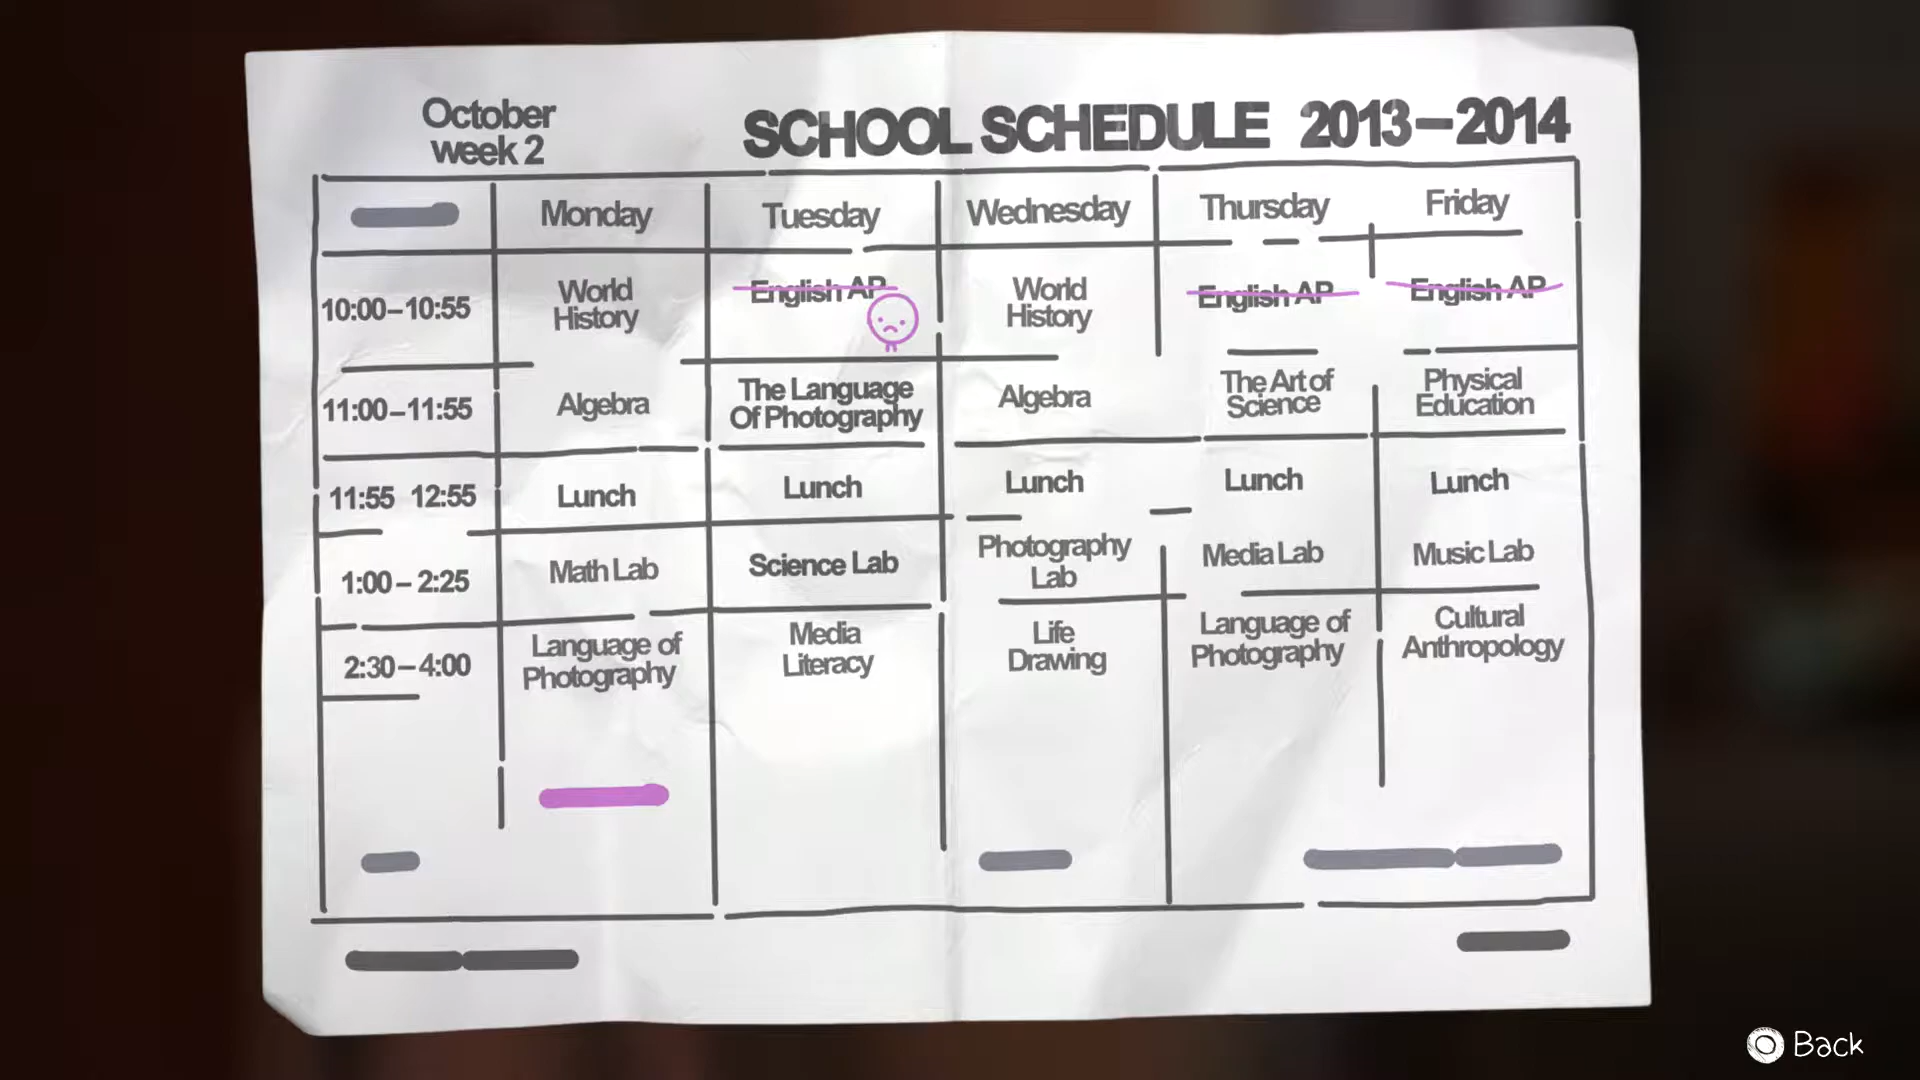 October
week 2
SCHOOL SCHEDULE 2013-2014
Monday Tuesday Wednesday Thursday Friday
10:00-10:55 World History English AP World History English AP English AP
11:00-11:55 Algebra The Language Of Photography Algebra The Art of Science Physical Education
11:55 12:55 Lunch Lunch Lunch Lunch Lunch
1:00-2:25 Math Lab Science Lab Photography Lab Media Lab Music Lab
2:30-4:00 Language of Photography Media Literacy Life Drawing Language of Photography Cultural Anthropology
Back